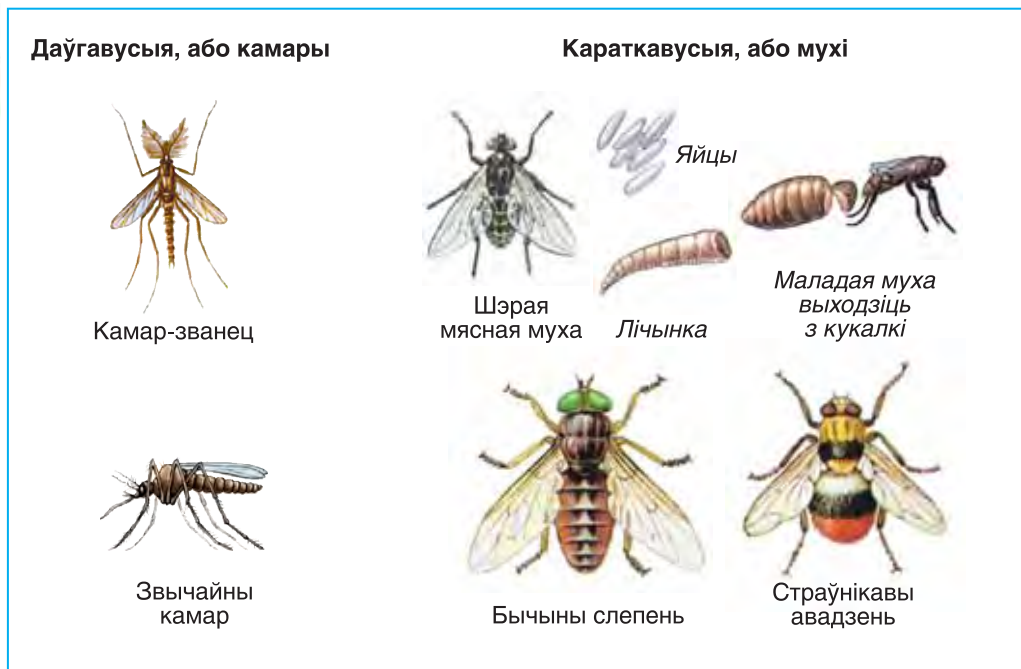 Даўгавусыя, або камары
Караткавусыя, або мухі
Камар-званец
Звычайны
камар
Шэрая
мясная муха
Яйцы
Лічынка
Маладая муха
выходзіць
з кукалкі
Бычыны слепень
Страўнікавы
авадзень